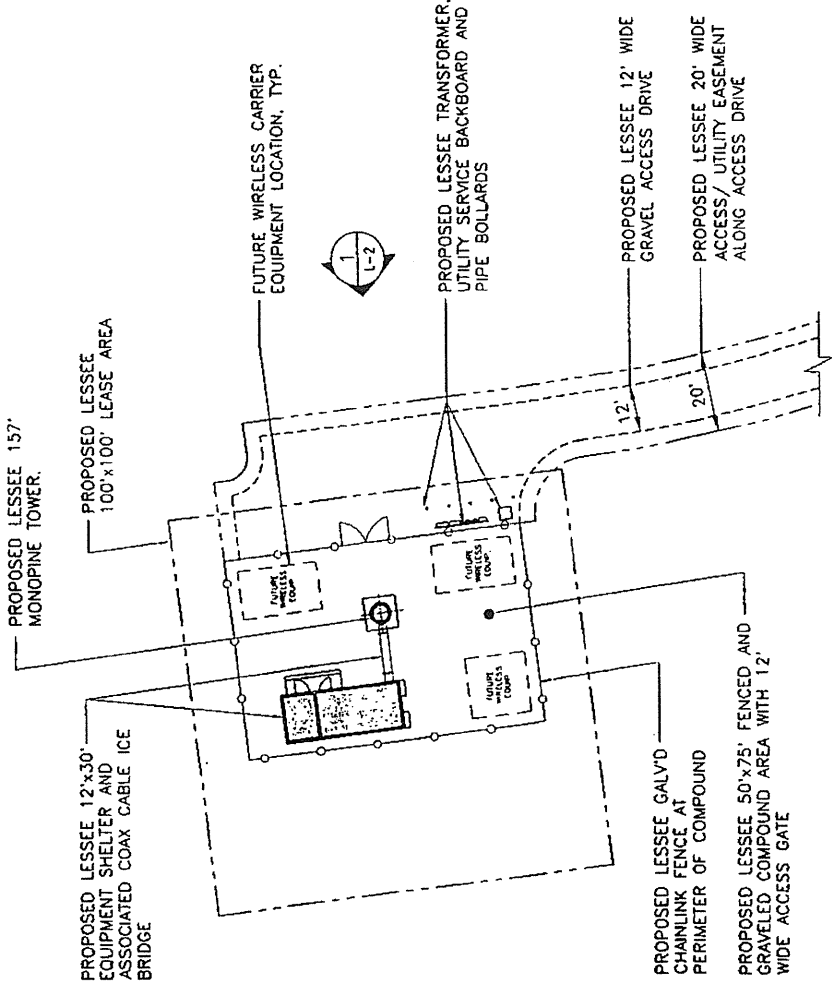 PROPOSED LESSEE 157'
MONOPINE TOWER.
PROPOSED LESSEE
100'x100' LEASE AREA
PROPOSED LESSEE 12'x30'
EQUIPMENT SHELTER AND
ASSOCIATED COAX CABLE ICE
BRIDGE
FUTURE WIRELESS CARRIER
EQUIPMENT LOCATION, TYP.
1
L-2
PROPOSED LESSEE TRANSFORMER,
UTILITY SERVICE BACKBOARD AND
PIPE BOLLARDS
FUTURE
WIRELESS
EQUIP.
FUTURE
WIRELESS
EQUIP.
FUTURE
WIRELESS
EQUIP.
12'
20'
PROPOSED LESSEE 12' WIDE
GRAVEL ACCESS DRIVE
PROPOSED LESSEE 20' WIDE
ACCESS/ UTILITY EASEMENT
ALONG ACCESS DRIVE
PROPOSED LESSEE GALV'D
CHAINLINK FENCE AT
PERIMETER OF COMPOUND
PROPOSED LESSEE 50'x75' FENCED AND
GRAVELED COMPOUND AREA WITH 12'
WIDE ACCESS GATE